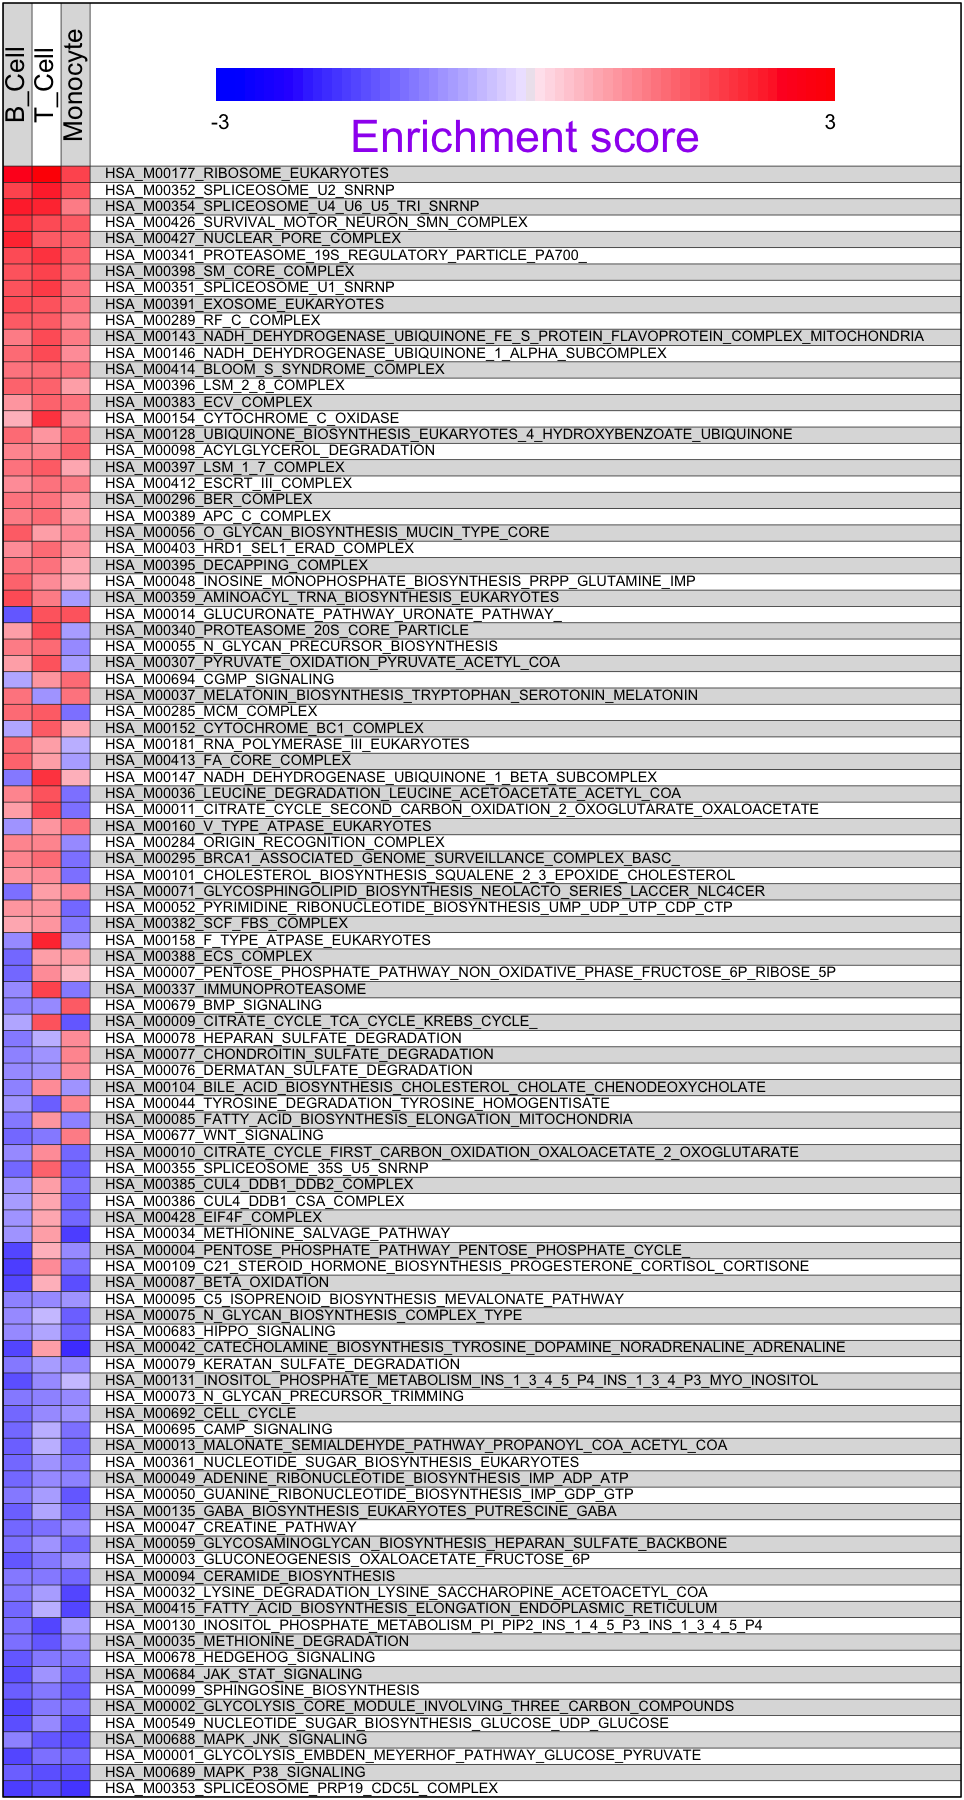 B_Cell
T_Cell
Monocyte
-3
3
Enrichment score
HSA_M00177_RIBOSOME_EUKARYOTES
HSA_M00352_SPLICEOSOME_U2_SNRNP
HSA_M00354_SPLICEOSOME_U4_U6_U5_TRI_SNRNP
HSA_M00426_SURVIVAL_MOTOR_NEURON_SMN_COMPLEX
HSA_M00427_NUCLEAR_PORE_COMPLEX
HSA_M00341_PROTEASOME_19S_REGULATORY_PARTICLE_PA700_
HSA_M00398_SM_CORE_COMPLEX
HSA_M00351_SPLICEOSOME_U1_SNRNP
HSA_M00391_EXOSOME_EUKARYOTES
HSA_M00289_RF_C_COMPLEX
HSA_M00143_NADH_DEHYDROGENASE_UBIQUINONE_FE_S_PROTEIN_FLAVOPROTEIN_COMPLEX_MITOCHONDRIA
HSA_M00146_NADH_DEHYDROGENASE_UBIQUINONE_1_ALPHA_SUBCOMPLEX
HSA_M00414_BLOOM_S_SYNDROME_COMPLEX
HSA_M00396_LSM_2_8_COMPLEX
HSA_M00383_ECV_COMPLEX
HSA_M00154_CYTOCHROME_C_OXIDASE
HSA_M00128_UBIQUINONE_BIOSYNTHESIS_EUKARYOTES_4_HYDROXYBENZOATE_UBIQUINONE
HSA_M00098_ACYLGLYCEROL_DEGRADATION
HSA_M00397_LSM_1_7_COMPLEX
HSA_M00412_ESCRT_III_COMPLEX
HSA_M00296_BER_COMPLEX
HSA_M00389_APC_C_COMPLEX
HSA_M00056_O_GLYCAN_BIOSYNTHESIS_MUCIN_TYPE_CORE
HSA_M00403_HRD1_SEL1_ERAD_COMPLEX
HSA_M00395_DECAPPING_COMPLEX
HSA_M00048_INOSINE_MONOPHOSPHATE_BIOSYNTHESIS_PRPP_GLUTAMINE_IMP
HSA_M00359_AMINOACYL_TRNA_BIOSYNTHESIS_EUKARYOTES
HSA_M00014_GLUCURONATE_PATHWAY_URONATE_PATHWAY_
HSA_M00340_PROTEASOME_20S_CORE_PARTICLE
HSA_M00055_N_GLYCAN_PRECURSOR_BIOSYNTHESIS
HSA_M00307_PYRUVATE_OXIDATION_PYRUVATE_ACETYL_COA
HSA_M00694_CGMP_SIGNALING
HSA_M00037_MELATONIN_BIOSYNTHESIS_TRYPTOPHAN_SEROTONIN_MELATONIN
HSA_M00285_MCM_COMPLEX
HSA_M00152_CYTOCHROME_BC1_COMPLEX
HSA_M00181_RNA_POLYMERASE_III_EUKARYOTES
HSA_M00413_FA_CORE_COMPLEX
HSA_M00147_NADH_DEHYDROGENASE_UBIQUINONE_1_BETA_SUBCOMPLEX
HSA_M00036_LEUCINE_DEGRADATION_LEUCINE_ACETOACETATE_ACETYL_COA
HSA_M00011_CITRATE_CYCLE_SECOND_CARBON_OXIDATION_2_OXOGLUTARATE_OXALOACETATE
HSA_M00160_V_TYPE_ATPASE_EUKARYOTES
HSA_M00284_ORIGIN_RECOGNITION_COMPLEX
HSA_M00295_BRCA1_ASSOCIATED_GENOME_SURVEILLANCE_COMPLEX_BASC_
HSA_M00101_CHOLESTEROL_BIOSYNTHESIS_SQUALENE_2_3_EPOXIDE_CHOLESTEROL
HSA_M00071_GLYCOSPHINGOLIPID_BIOSYNTHESIS_NEOLACTO_SERIES_LACCER_NLC4CER
HSA_M00052_PYRIMIDINE_RIBONUCLEOTIDE_BIOSYNTHESIS_UMP_UDP_UTP_CDP_CTP
HSA_M00382_SCF_FBS_COMPLEX
HSA_M00158_F_TYPE_ATPASE_EUKARYOTES
HSA_M00388_ECS_COMPLEX
HSA_M00007_PENTOSE_PHOSPHATE_PATHWAY_NON_OXIDATIVE_PHASE_FRUCTOSE_6P_RIBOSE_5P
HSA_M00337_IMMUNOPROTEASOME
HSA_M00679_BMP_SIGNALING
HSA_M00009_CITRATE_CYCLE_TCA_CYCLE_KREBS_CYCLE_
HSA_M00078_HEPARAN_SULFATE_DEGRADATION
HSA_M00077_CHONDROITIN_SULFATE_DEGRADATION
HSA_M00076_DERMATAN_SULFATE_DEGRADATION
HSA_M00104_BILE_ACID_BIOSYNTHESIS_CHOLESTEROL_CHOLATE_CHENODEOXYCHOLATE
HSA_M00044_TYROSINE_DEGRADATION_TYROSINE_HOMOGENTISATE
HSA_M00085_FATTY_ACID_BIOSYNTHESIS_ELONGATION_MITOCHONDRIA
HSA_M00677_WNT_SIGNALING
HSA_M00010_CITRATE_CYCLE_FIRST_CARBON_OXIDATION_OXALOACETATE_2_OXOGLUTARATE
HSA_M00355_SPLICEOSOME_35S_U5_SNRNP
HSA_M00385_CUL4_DDB1_DDB2_COMPLEX
HSA_M00386_CUL4_DDB1_CSA_COMPLEX
HSA_M00428_EIF4F_COMPLEX
HSA_M00034_METHIONINE_SALVAGE_PATHWAY
HSA_M00004_PENTOSE_PHOSPHATE_PATHWAY_PENTOSE_PHOSPHATE_CYCLE_
HSA_M00109_C21_STEROID_HORMONE_BIOSYNTHESIS_PROGESTERONE_CORTISOL_CORTISONE
HSA_M00087_BETA_OXIDATION
HSA_M00095_C5_ISOPRENOID_BIOSYNTHESIS_MEVALONATE_PATHWAY
HSA_M00075_N_GLYCAN_BIOSYNTHESIS_COMPLEX_TYPE
HSA_M00683_HIPPO_SIGNALING
HSA_M00042_CATECHOLAMINE_BIOSYNTHESIS_TYROSINE_DOPAMINE_NORADRENALINE_ADRENALINE
HSA_M00079_KERATAN_SULFATE_DEGRADATION
HSA_M00131_INOSITOL_PHOSPHATE_METABOLISM_INS_1_3_4_5_P4_INS_1_3_4_P3_MYO_INOSITOL
HSA_M00073_N_GLYCAN_PRECURSOR_TRIMMING
HSA_M00692_CELL_CYCLE
HSA_M00695_CAMP_SIGNALING
HSA_M00013_MALONATE_SEMIALDEHYDE_PATHWAY_PROPANOYL_COA_ACETYL_COA
HSA_M00361_NUCLEOTIDE_SUGAR_BIOSYNTHESIS_EUKARYOTES
HSA_M00049_ADENINE_RIBONUCLEOTIDE_BIOSYNTHESIS_IMP_ADP_ATP
HSA_M00050_GUANINE_RIBONUCLEOTIDE_BIOSYNTHESIS_IMP_GDP_GTP
HSA_M00135_GABA_BIOSYNTHESIS_EUKARYOTES_PUTRESCINE_GABA
HSA_M00047_CREATINE_PATHWAY
HSA_M00059_GLYCOSAMINOGLYCAN_BIOSYNTHESIS_HEPARAN_SULFATE_BACKBONE
HSA_M00003_GLUCONEOGENESIS_OXALOACETATE_FRUCTOSE_6P
HSA_M00094_CERAMIDE_BIOSYNTHESIS
HSA_M00032_LYSINE_DEGRADATION_LYSINE_SACCHAROPINE_ACETOACETYL_COA
HSA_M00415_FATTY_ACID_BIOSYNTHESIS_ELONGATION_ENDOPLASMIC_RETICULUM
HSA_M00130_INOSITOL_PHOSPHATE_METABOLISM_PI_PIP2_INS_1_4_5_P3_INS_1_3_4_5_P4
HSA_M00035_METHIONINE_DEGRADATION
HSA_M00678_HEDGEHOG_SIGNALING
HSA_M00684_JAK_STAT_SIGNALING
HSA_M00099_SPHINGOSINE_BIOSYNTHESIS
HSA_M00002_GLYCOLYSIS_CORE_MODULE_INVOLVING_THREE_CARBON_COMPOUNDS
HSA_M00549_NUCLEOTIDE_SUGAR_BIOSYNTHESIS_GLUCOSE_UDP_GLUCOSE
HSA_M00688_MAPK_JNK_SIGNALING
HSA_M00001_GLYCOLYSIS_EMBDEN_MEYERHOF_PATHWAY_GLUCOSE_PYRUVATE
HSA_M00689_MAPK_P38_SIGNALING
HSA_M00353_SPLICEOSOME_PRP19_CDC5L_COMPLEX